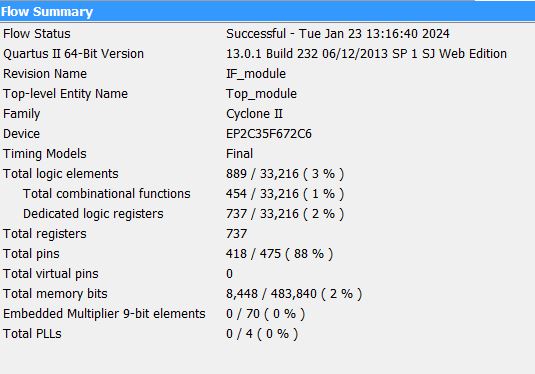 Flow Summary
Flow Status Successful - Tue Jan 23 13:16:40 2024
Quartus II 64-Bit Version 13.0.1 Build 232 06/12/2013 SP 1 SJ Web Edition
Revision Name IF_module
Top-level Entity Name Top_module
Family Cyclone II
Device EP2C35F672C6
Timing Models Final
Total logic elements 889 / 33,216 ( 3 % )
Total combinational functions 454 / 33,216 ( 1 % )
Dedicated logic registers 737 / 33,216 ( 2 % )
Total registers 737
Total pins 418 / 475 ( 88 % )
Total virtual pins 0
Total memory bits 8,448 / 483,840 ( 2 % )
Embedded Multiplier 9-bit elements 0 / 70 ( 0 % )
Total PLLs 0 / 4 ( 0 % )